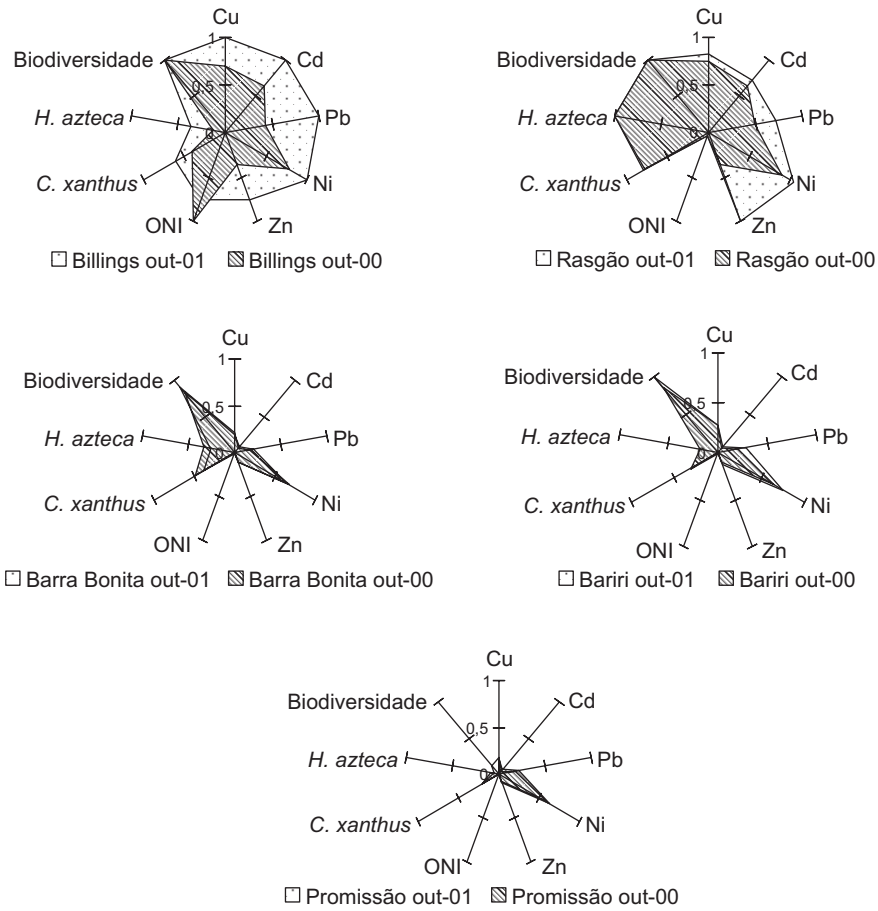 Cu
1
Biodiversidade
Cd
0,5
H. azteca
0
Pb
C. xanthus
Ni
ONI
Zn
Billings out-01 Billings out-00
Cu
1
Biodiversidade
Cd
0,5
H. azteca
0
Pb
C. xanthus
Ni
ONI
Zn
Rasgão out-01 Rasgão out-00
Cu
1
Biodiversidade
Cd
0,5
H. azteca
0
Pb
C. xanthus
Ni
ONI
Zn
Barra Bonita out-01 Barra Bonita out-00
Cu
1
Biodiversidade
Cd
0,5
H. azteca
0
Pb
C. xanthus
Ni
ONI
Zn
Bariri out-01 Bariri out-00
Cu
1
Biodiversidade
Cd
0,5
H. azteca
0
Pb
C. xanthus
Ni
ONI
Zn
Promissão out-01 Promissão out-00